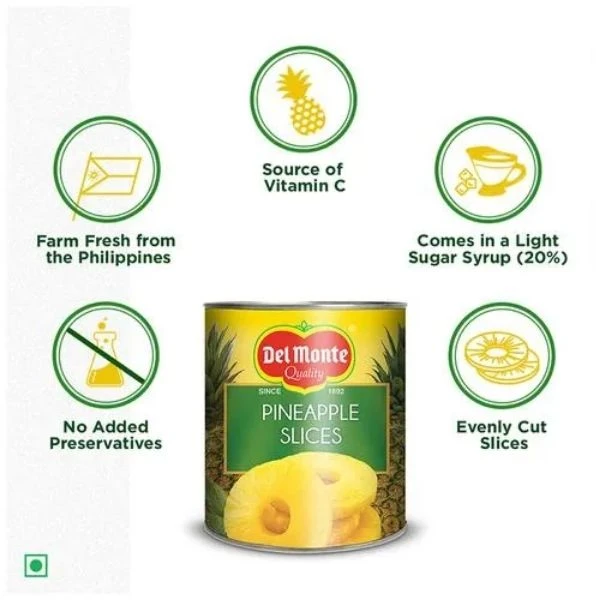 Source of
Vitamin C
Farm Fresh from
the Philippines
Comes in a Light
Sugar Syrup (20%)
No Added
Preservatives
Evenly Cut
Slices
Del Monte
Quality
SINCE 1892
PINEAPPLE
SLICES